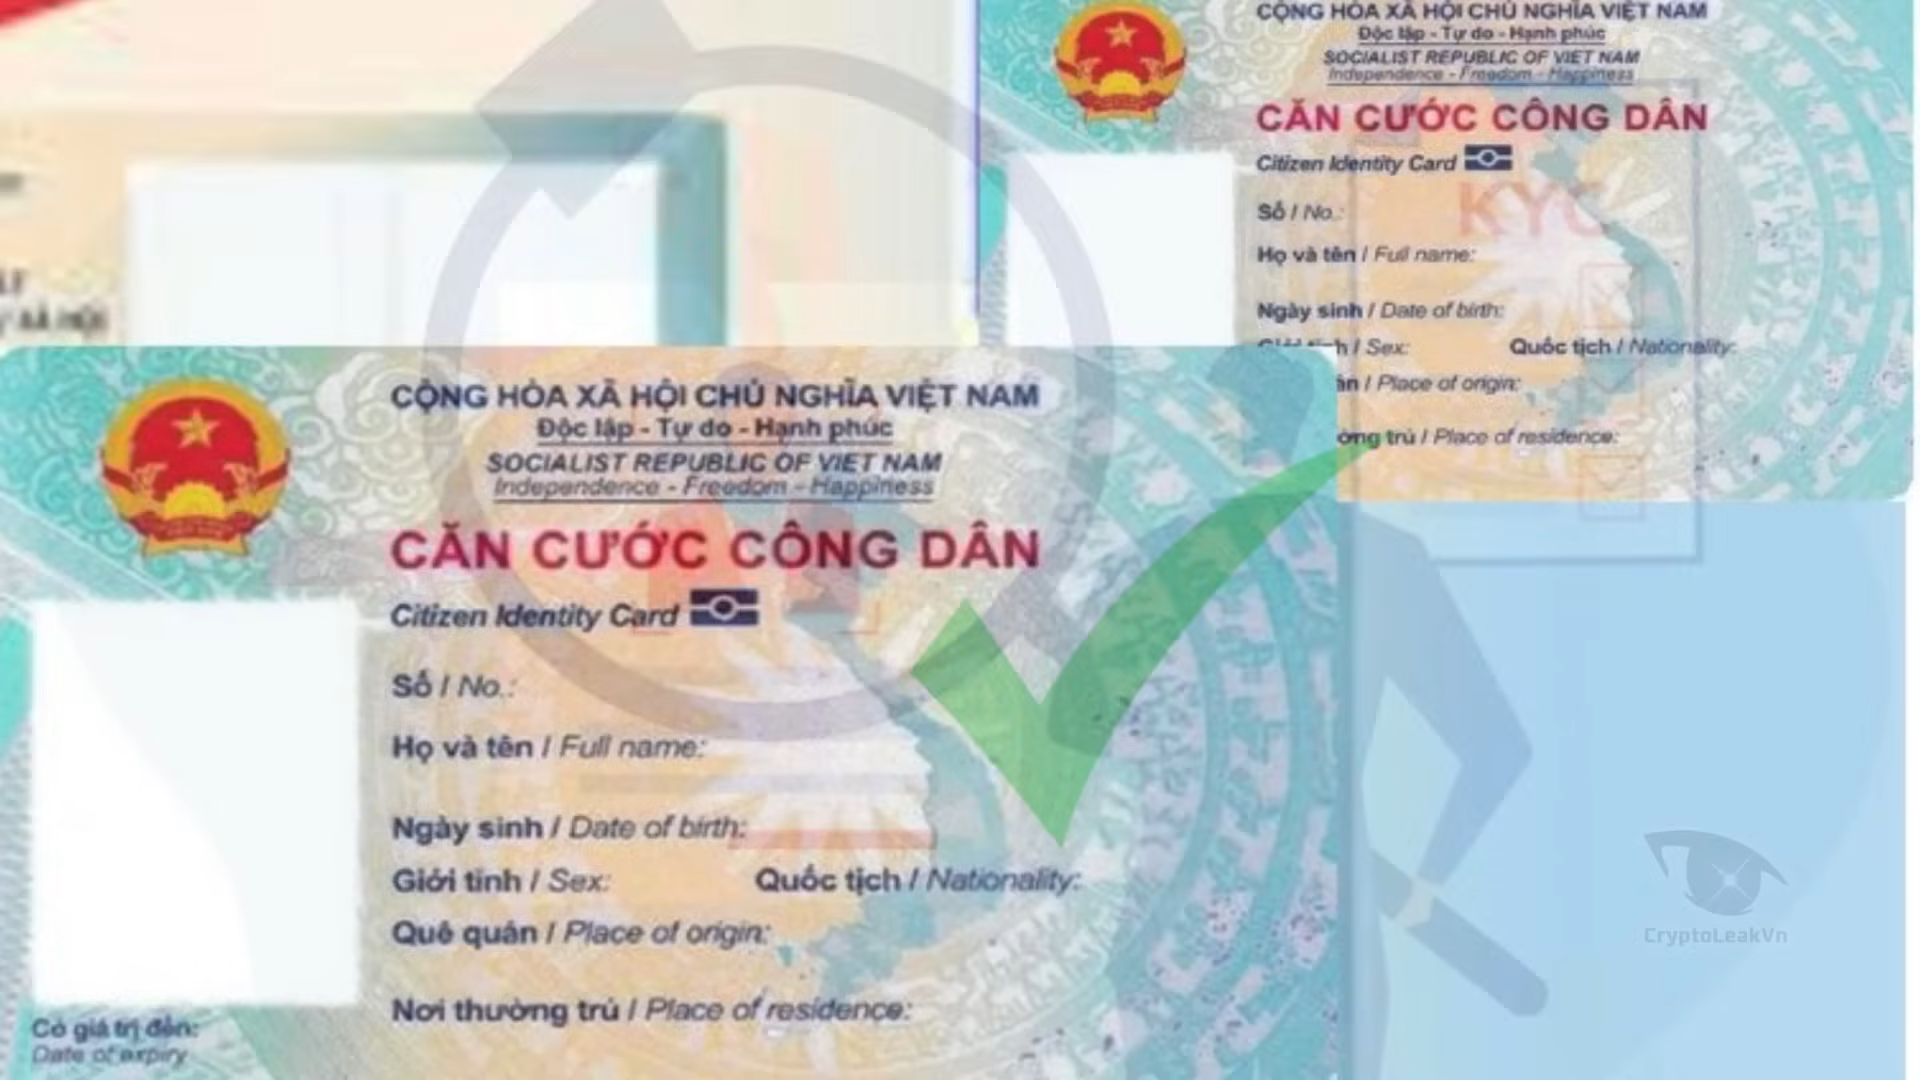 CỘNG HÒA XÃ HỘI CHỦ NGHĨA VIỆT NAM
Độc lập - Tự do - Hạnh phúc
SOCIALIST REPUBLIC OF VIET NAM
Independence - Freedom - Happiness
CĂN CƯỚC CÔNG DÂN
Citizen Identity Card
KYC
Số / No.:
Họ và tên / Full name:
Ngày sinh / Date of birth:
/ Sex: Quốc tịch / Nationality:
/ Place of origin:
trú / Place of residence:
CỘNG HÒA XÃ HỘI CHỦ NGHĨA VIỆT NAM
Độc lập - Tự do - Hạnh phúc
SOCIALIST REPUBLIC OF VIET NAM
Independence - Freedom - Happiness
CĂN CƯỚC CÔNG DÂN
Citizen Identity Card
Số / No.:
Họ và tên / Full name:
Ngày sinh / Date of birth:
Giới tính / Sex: Quốc tịch / Nationality:
Quê quán / Place of origin:
Nơi thường trú / Place of residence:
Có giá trị đến:
Date of expiry
CryptoLeakVn